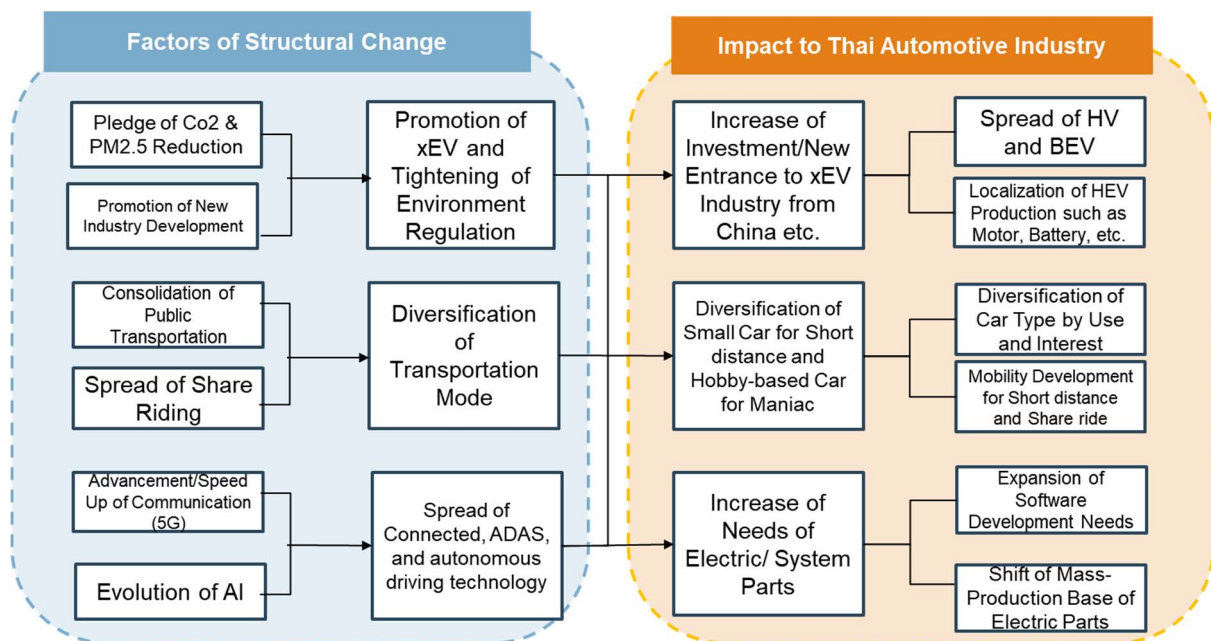 Factors of Structural Change
Pledge of Co2 &
PM2.5 Reduction
Promotion of New
Industry Development
Promotion of
xEV and
Tightening of
Environment
Regulation
Consolidation of
Public
Transportation
Spread of Share
Riding
Diversification
of
Transportation
Mode
Advancement/Speed
Up of Communication
(5G)
Evolution of AI
Spread of
Connected, ADAS,
and autonomous
driving technology
Impact to Thai Automotive Industry
Increase of
Investment/New
Entrance to xEV
Industry from
China etc.
Spread of HV
and BEV
Localization of HEV
Production such as
Motor, Battery, etc.
Diversification of
Small Car for Short
distance and
Hobby-based Car
for Maniac
Diversification of
Car Type by Use
and Interest
Mobility Development
for Short distance
and Share ride
Increase of
Needs of
Electric/ System
Parts
Expansion of
Software
Development Needs
Shift of Mass-
Production Base of
Electric Parts